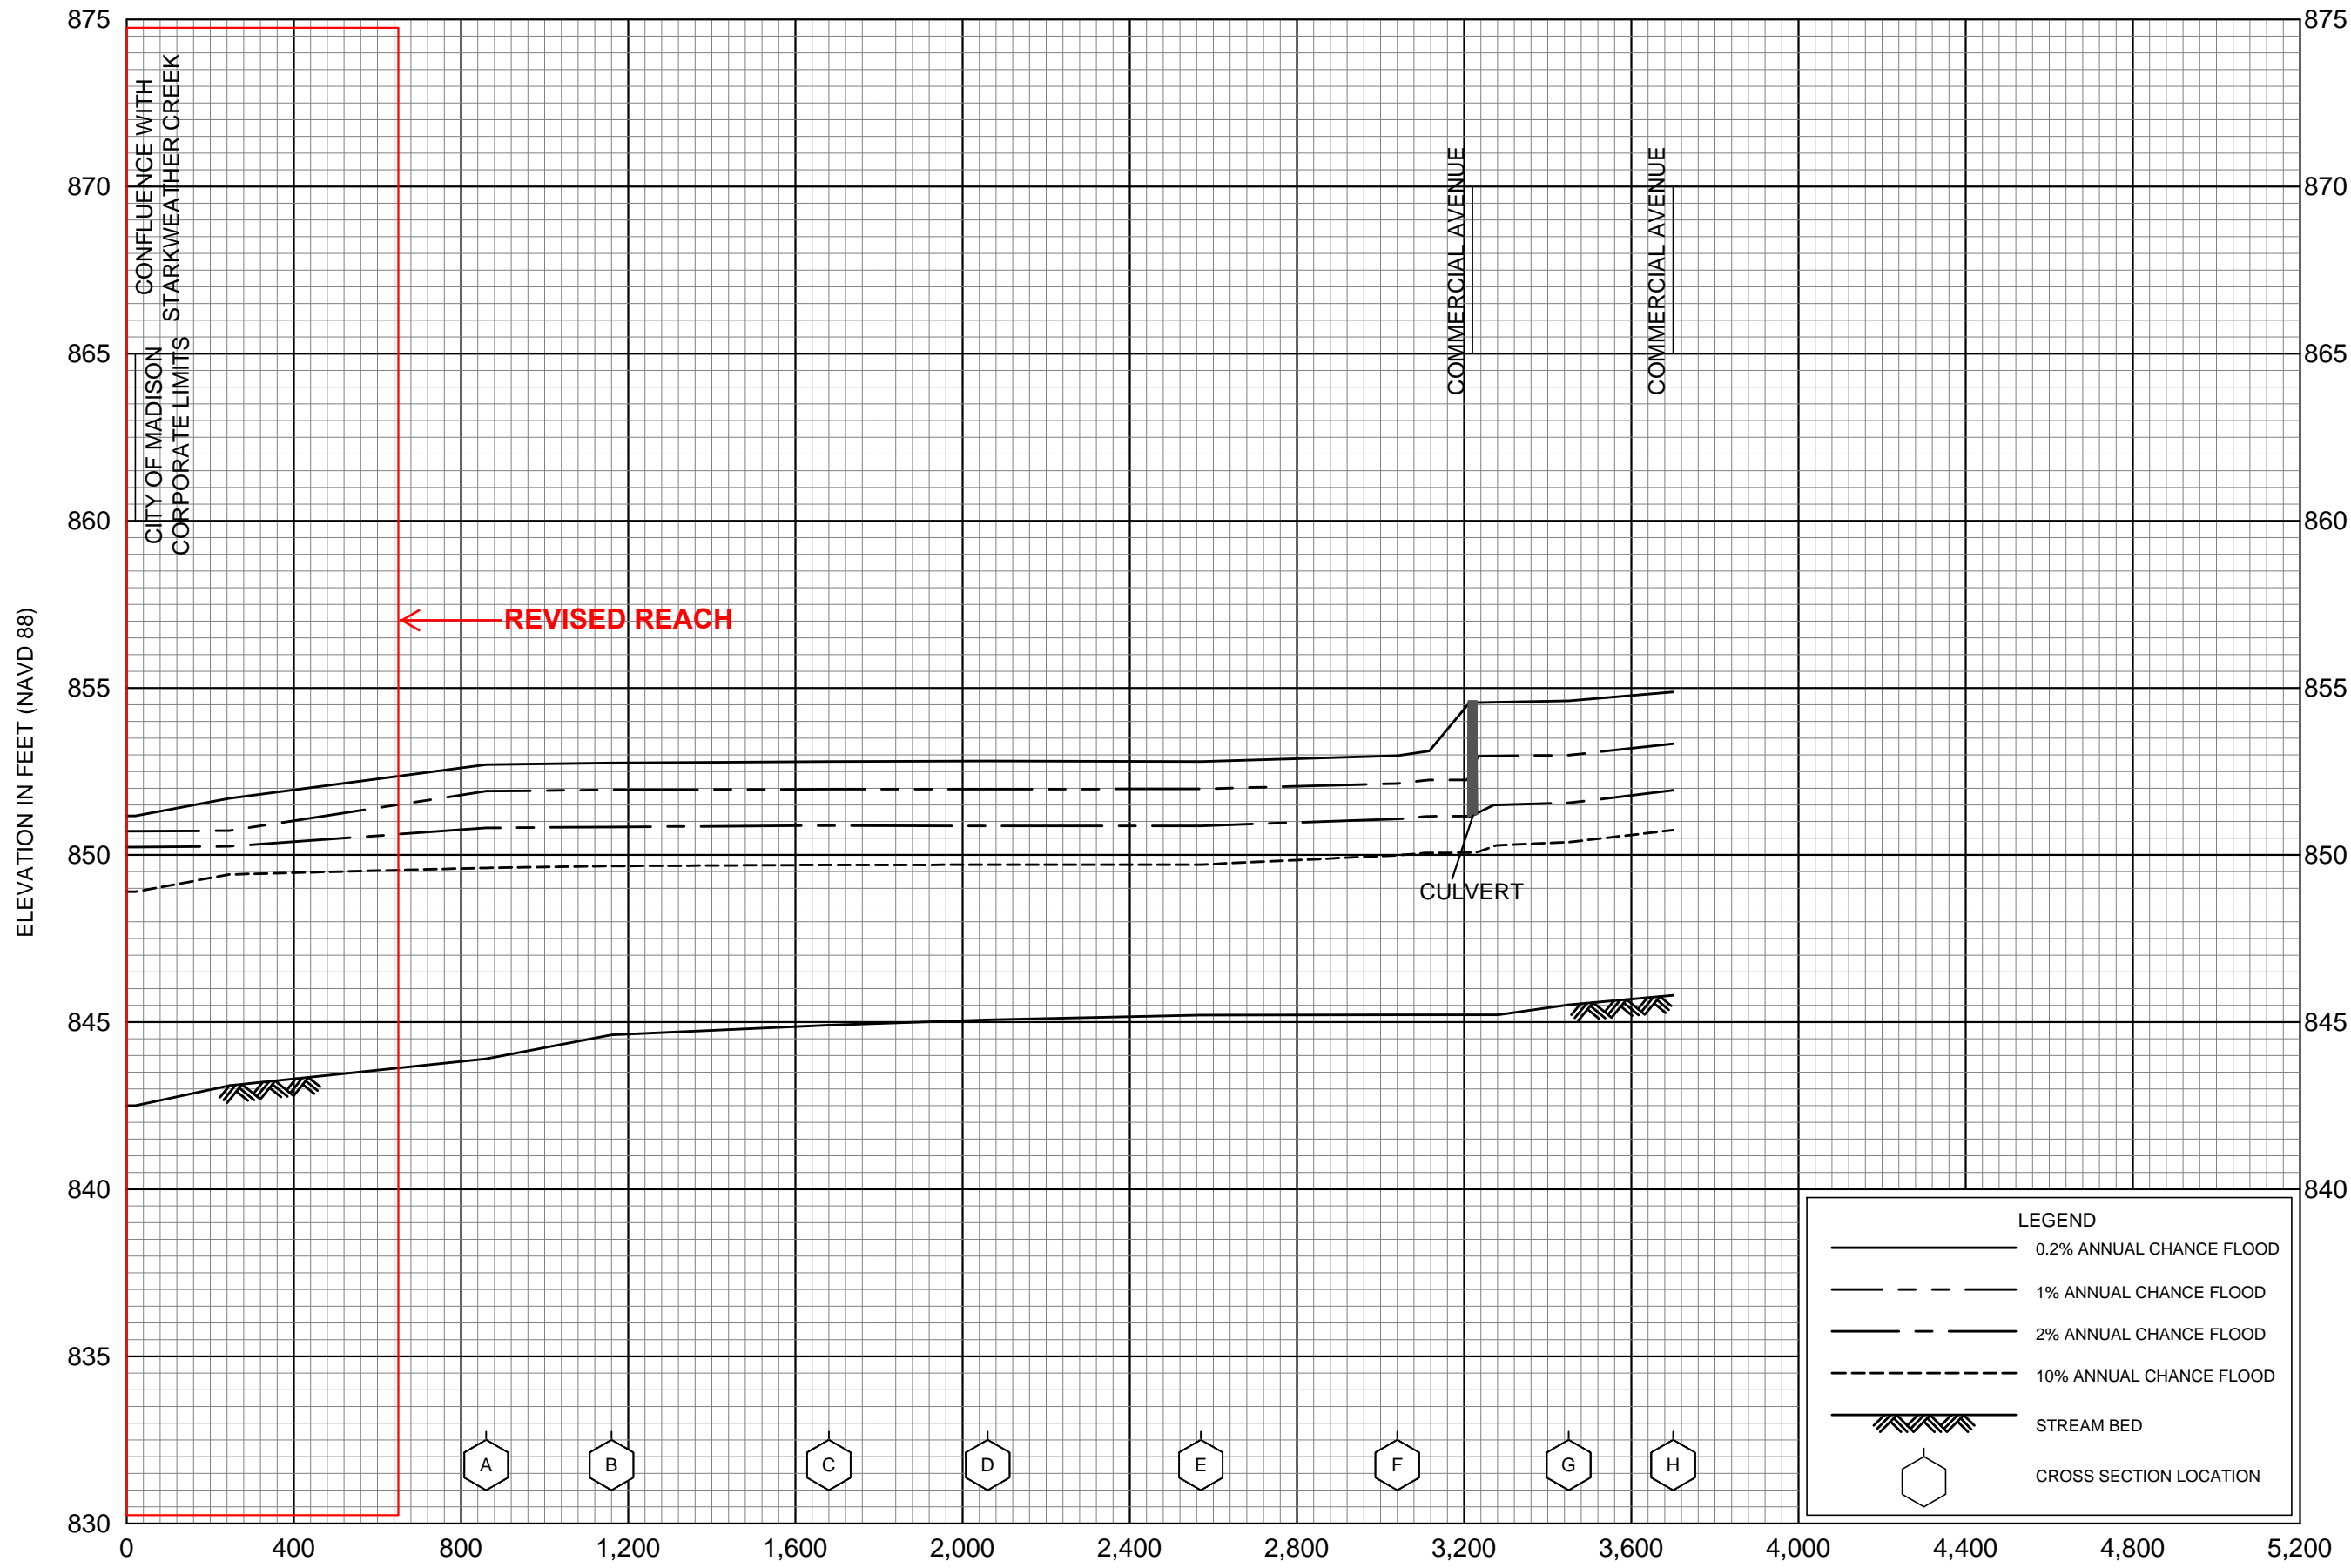 875
870
865
860
855
850
845
840
835
830
ELEVATION IN FEET (NAVD 88)
CONFLUENCE WITH
STARKWEATHER CREEK
CITY OF MADISON
CORPORATE LIMITS
REVISED REACH
COMMERCIAL AVENUE
COMMERCIAL AVENUE
CULVERT
875
870
865
860
855
850
845
840
LEGEND
0.2% ANNUAL CHANCE FLOOD
1% ANNUAL CHANCE FLOOD
2% ANNUAL CHANCE FLOOD
10% ANNUAL CHANCE FLOOD
STREAM BED
CROSS SECTION LOCATION
A
B
C
D
E
F
G
H
0
400
800
1,200
1,600
2,000
2,400
2,800
3,200
3,600
4,000
4,400
4,800
5,200